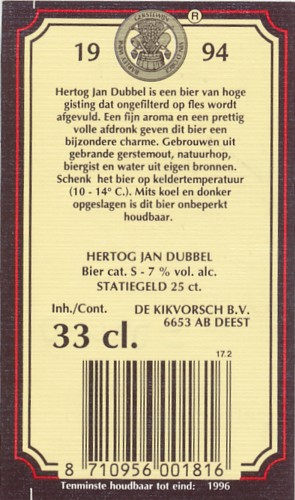 GERSTEWIJN
®
19 94
Hertog Jan Dubbel is een bier van hoge
gisting dat ongefilterd op fles wordt
afgevuld. Een fijn aroma en een prettig
volle afdronk geven dit bier een
bijzondere charme. Gebrouwen uit
gebrande gerstemout, natuurhop,
biergist en water uit eigen bronnen.
Schenk het bier op keldertemperatuur
(10 - 14° C.). Mits koel en donker
opgeslagen is dit bier onbeperkt
houdbaar.
HERTOG JAN DUBBEL
Bier cat. S - 7 % vol. alc.
STATIEGELD 25 ct.
Inh./Cont. DE KIKVORSCH B.V.
6653 AB DEEST
33 cl.
17.2
8 710956 001816
Tenminste houdbaar tot eind: 1996